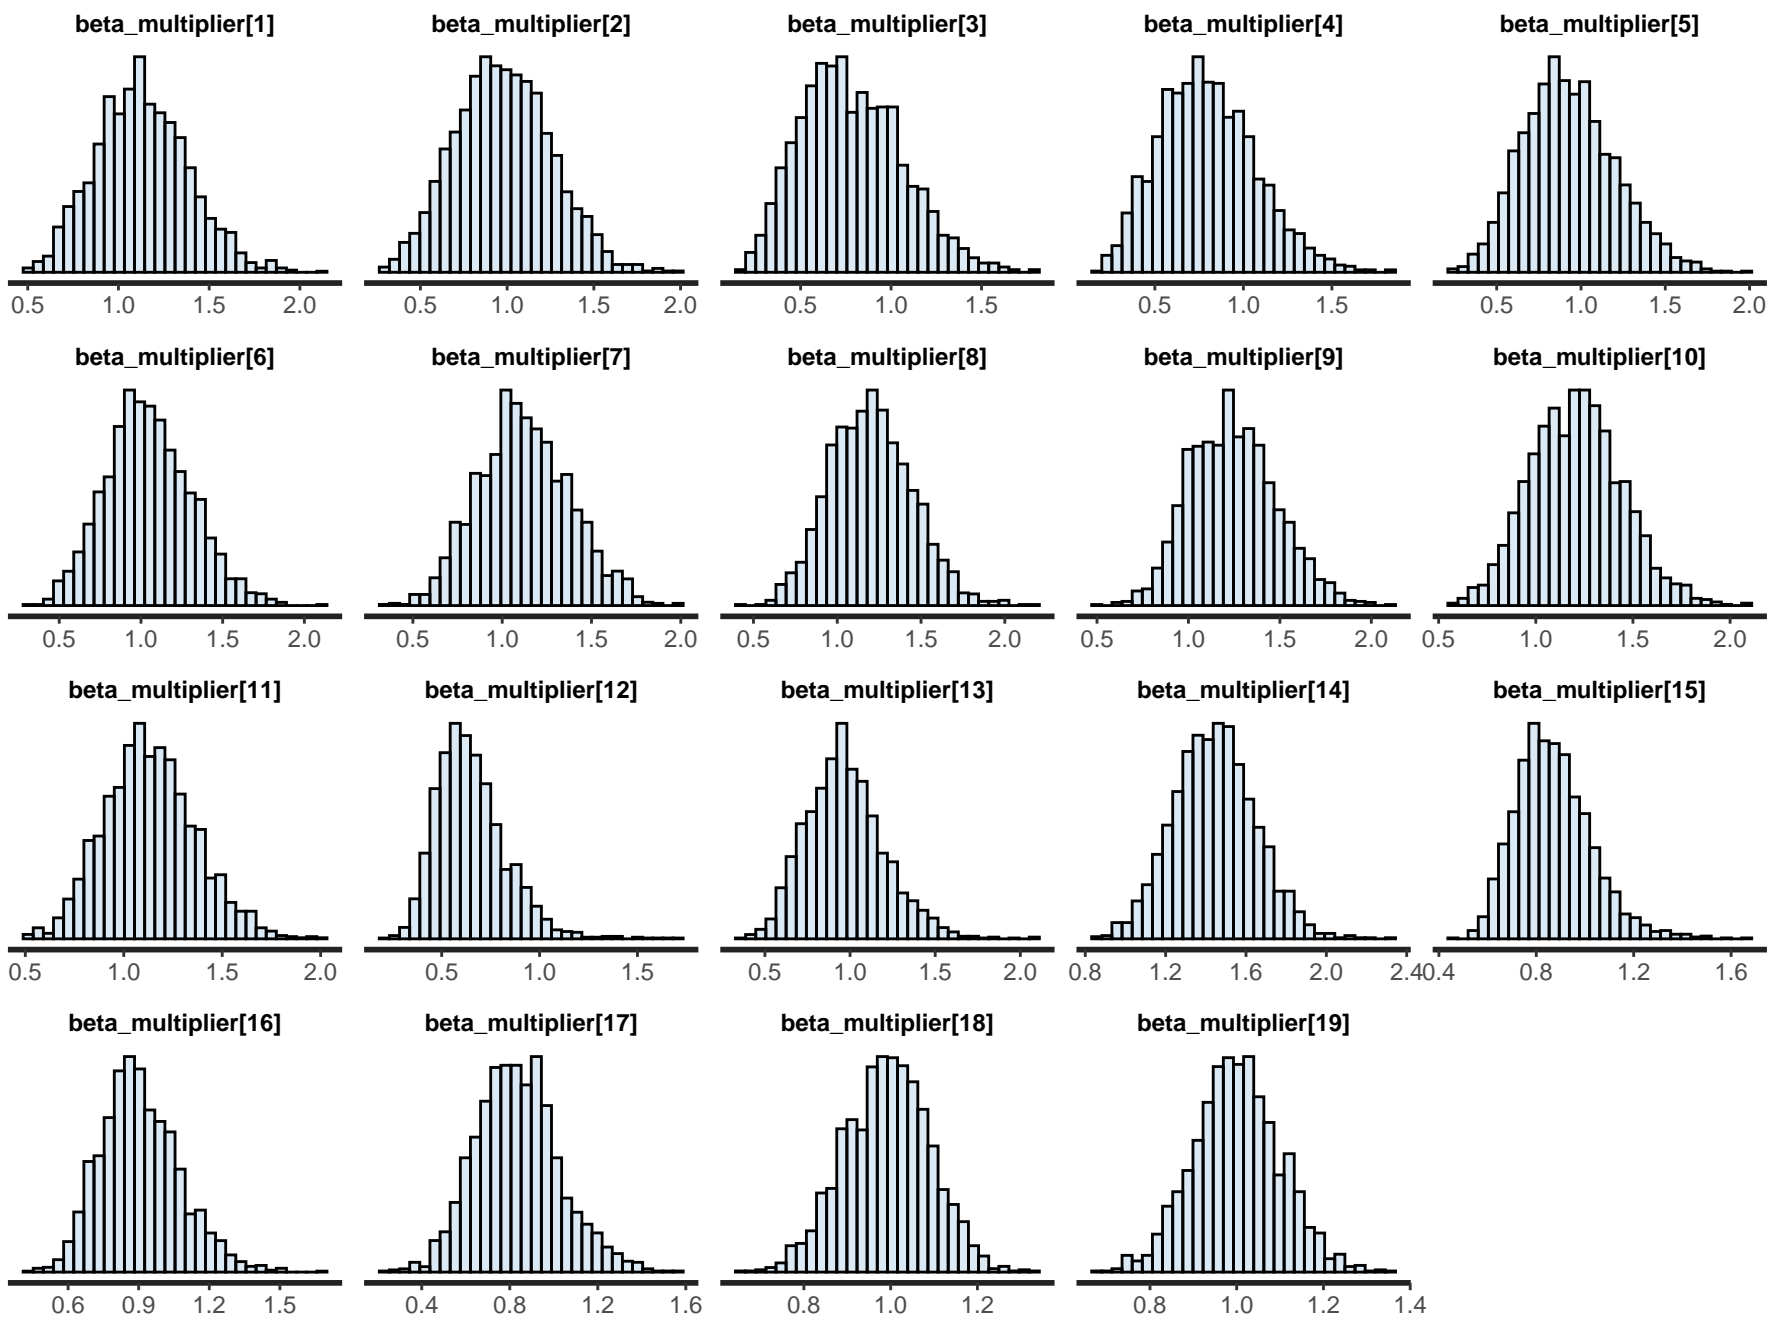 beta_multiplier[1] beta_multiplier[2] beta_multiplier[3] beta_multiplier[4] beta_multiplier[5]
0.5 1.0 1.5 2.0 0.5 1.0 1.5 2.0 0.5 1.0 1.5 0.5 1.0 1.5 0.5 1.0 1.5 2.0
beta_multiplier[6] beta_multiplier[7] beta_multiplier[8] beta_multiplier[9] beta_multiplier[10]
0.5 1.0 1.5 2.0 0.5 1.0 1.5 2.0 0.5 1.0 1.5 2.0 0.5 1.0 1.5 2.0 0.5 1.0 1.5 2.0
beta_multiplier[11] beta_multiplier[12] beta_multiplier[13] beta_multiplier[14] beta_multiplier[15]
0.5 1.0 1.5 2.0 0.5 1.0 1.5 0.5 1.0 1.5 2.0 0.8 1.2 1.6 2.0 2.4 0.4 0.8 1.2 1.6
beta_multiplier[16] beta_multiplier[17] beta_multiplier[18] beta_multiplier[19]
0.6 0.9 1.2 1.5 0.4 0.8 1.2 1.6 0.8 1.0 1.2 0.8 1.0 1.2 1.4